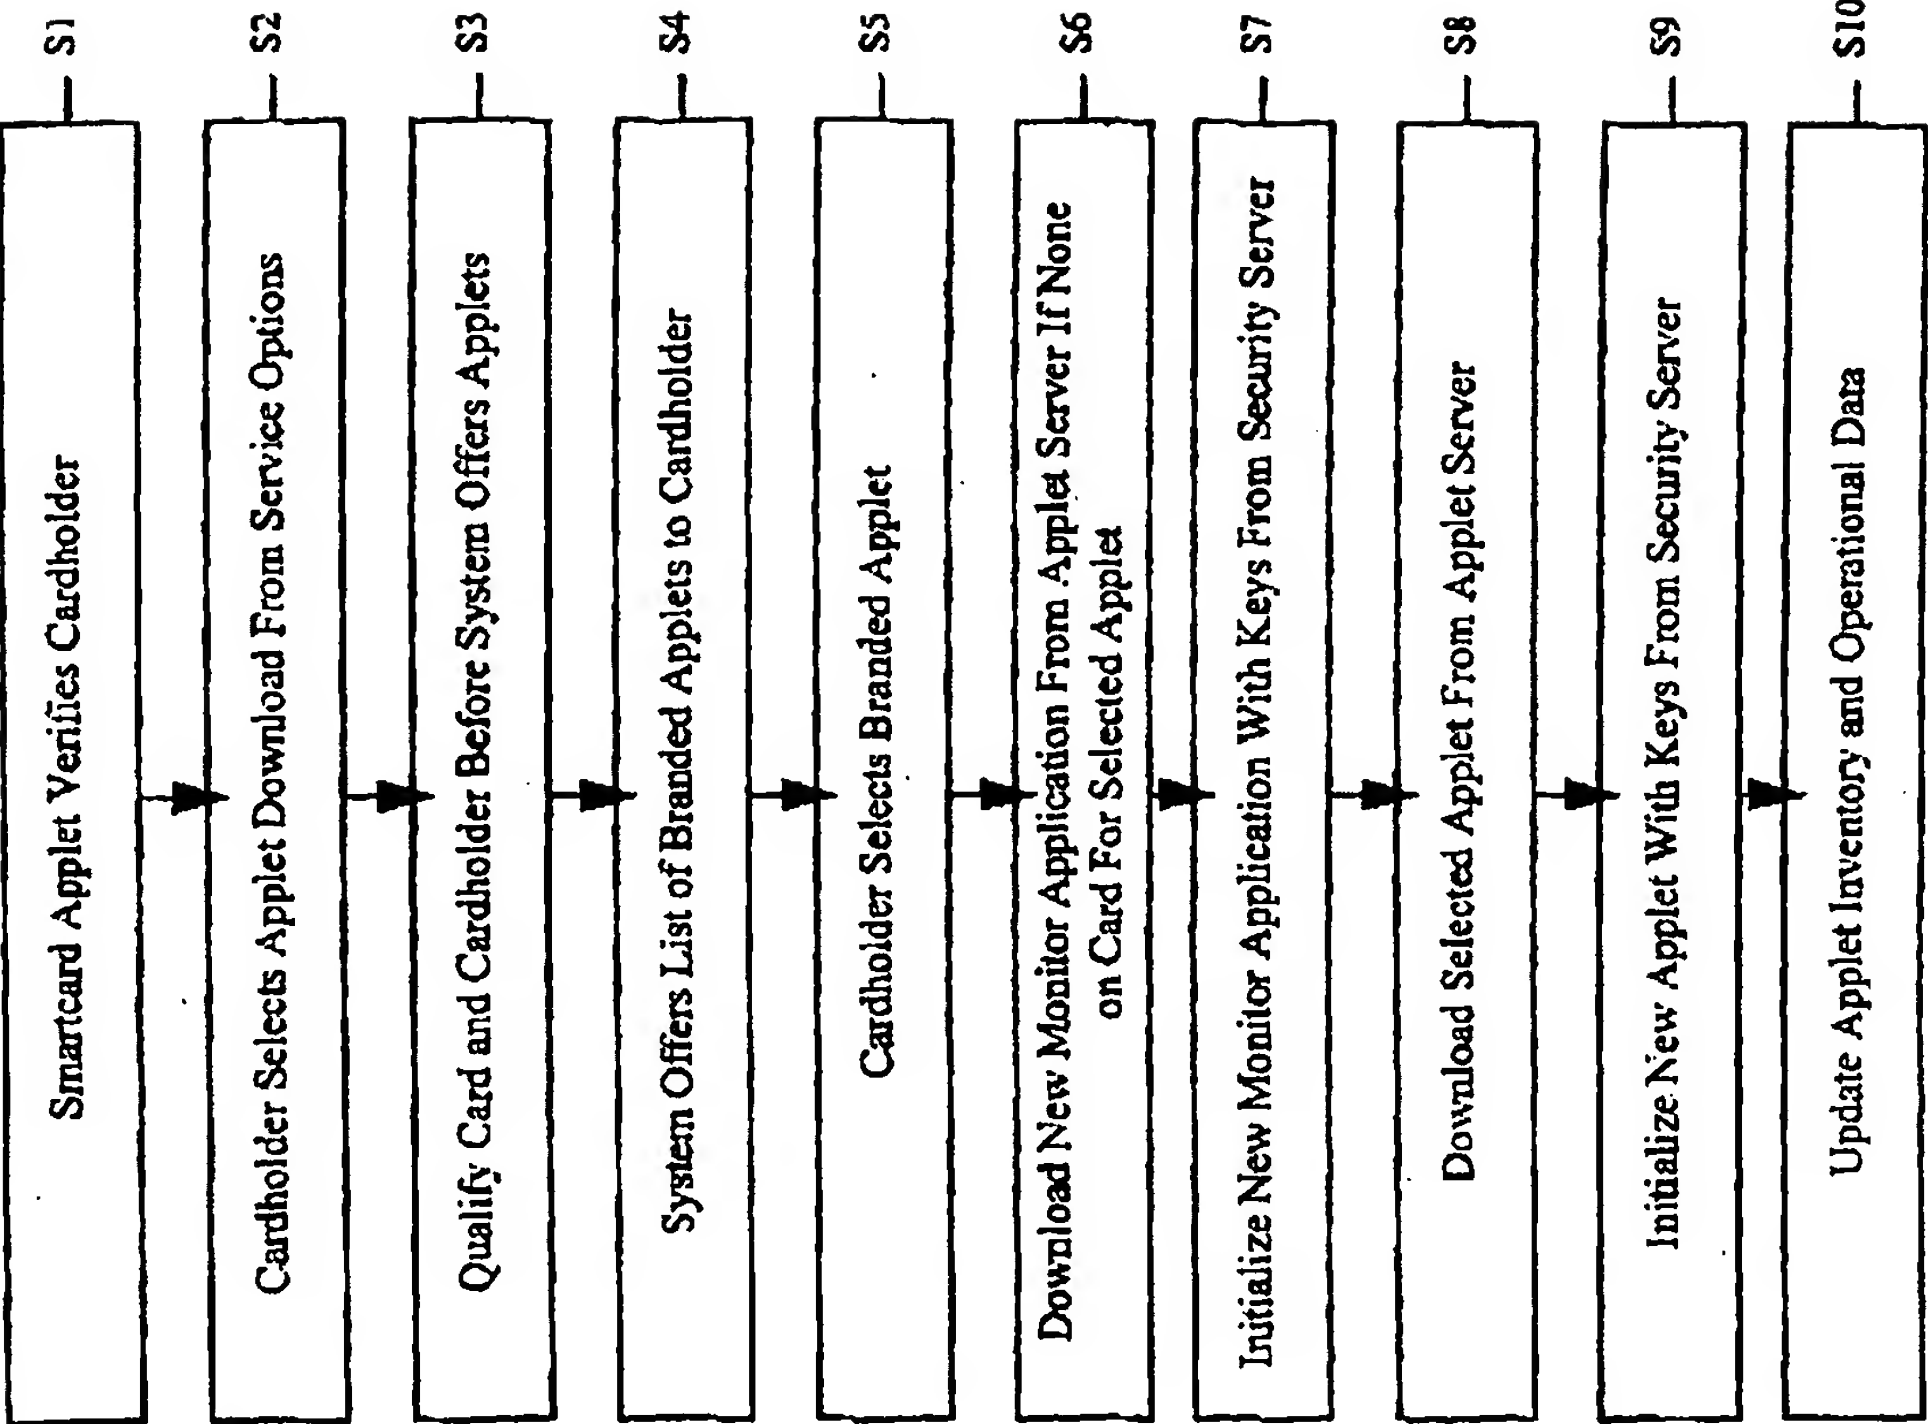 Smartcard Applet Verifies Cardholder
S1
Cardholder Selects Applet Download From Service Options
S2
Qualify Card and Cardholder Before System Offers Applets
S3
System Offers List of Branded Applets to Cardholder
S4
Cardholder Selects Branded Applet
S5
Download New Monitor Application From Applet Server If None
on Card For Selected Applet
S6
Initialize New Monitor Application With Keys From Security Server
S7
Download Selected Applet From Applet Server
S8
Initialize New Applet With Keys From Security Server
S9
Update Applet Inventory and Operational Data
S10